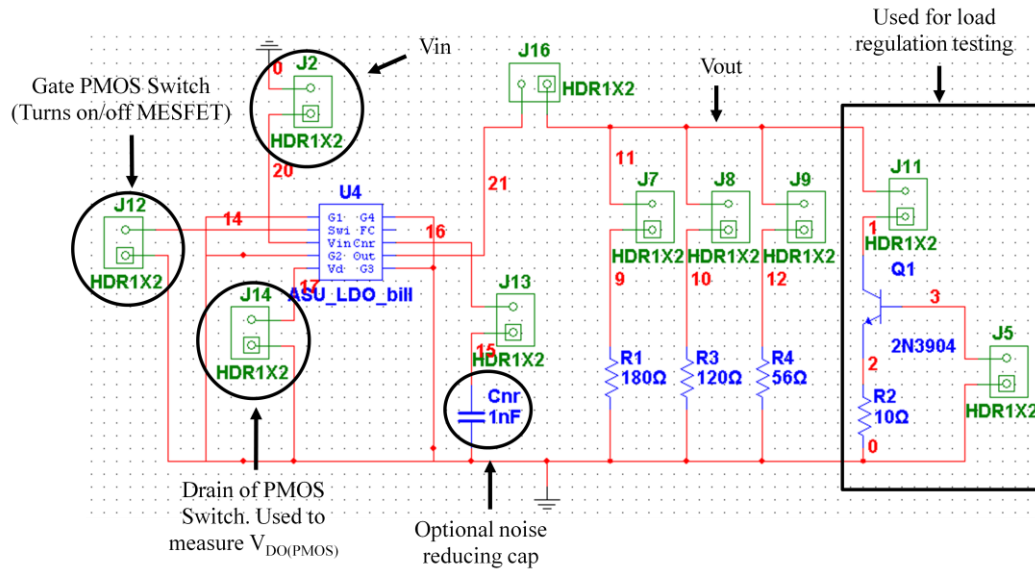 Used for load
regulation testing
Vin
J16
J2
0
HDR1X2
Vout
Gate PMOS Switch
(Turns on/off MESFET)
HDR1X2
20
11
J7
J8
J9
J11
U4
21
J12
14
G1 G4
Swi FC
Vin Cnr
G2 Out
Vd G3
16
1
HDR1X2
HDR1X2
HDR1X2
HDR1X2
HDR1X2
Q1
9
10
12
17
ASU_LDO_bill
J14
J13
3
15
HDR1X2
2N3904
J5
HDR1X2
R1
180Ω
R3
120Ω
R4
56Ω
2
Cnr
1nF
R2
10Ω
HDR1X2
0
Drain of PMOS
Switch. Used to
measure VDO(PMOS)
Optional noise
reducing cap